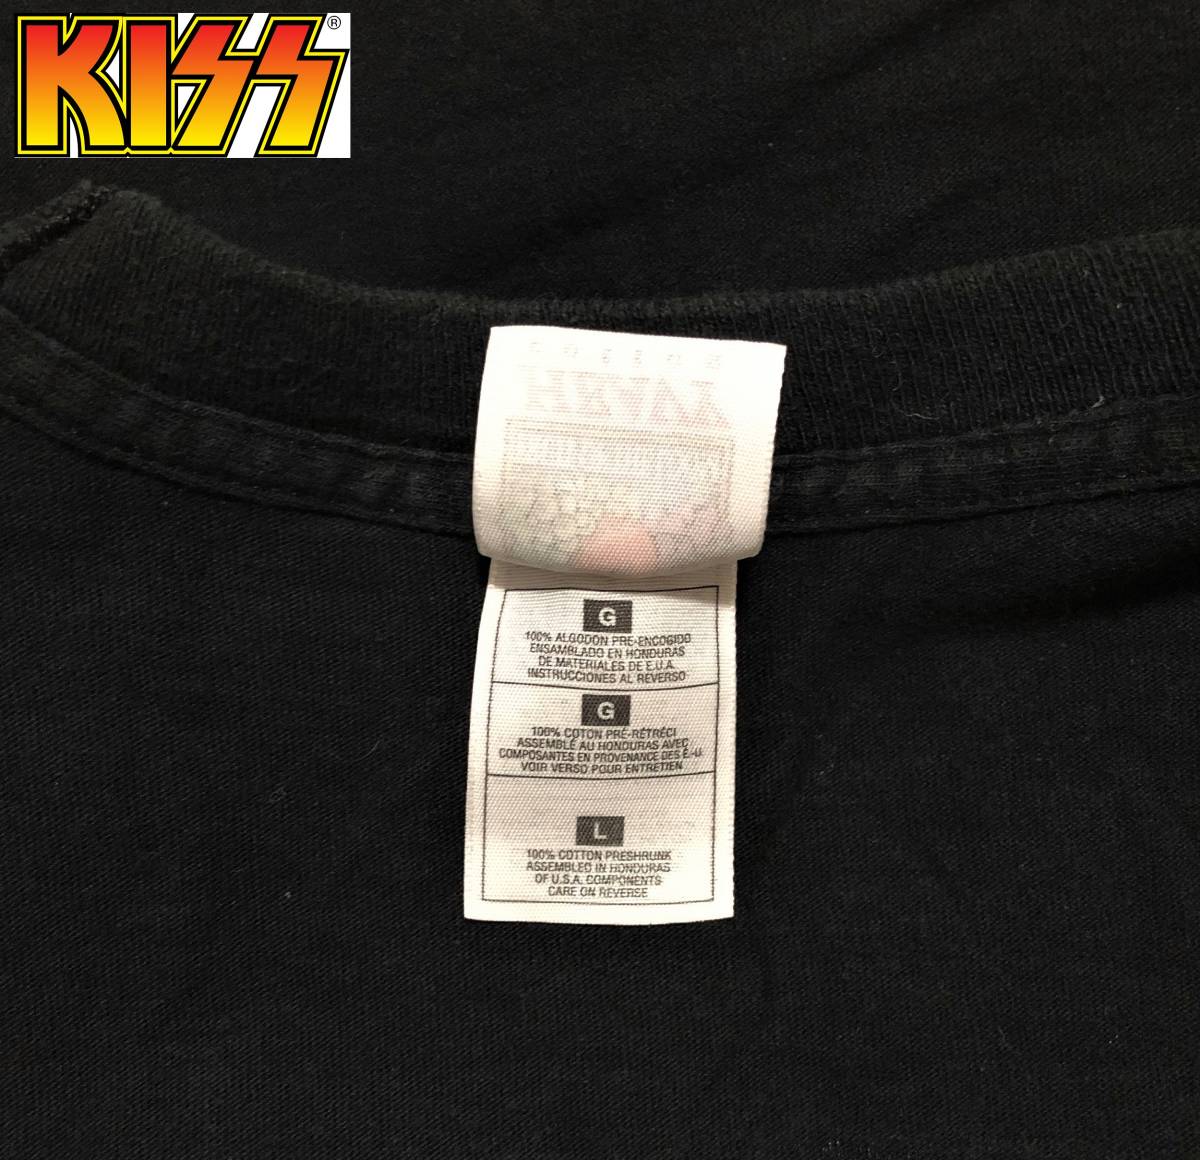 KISS®
G
100% ALGODON PRE-ENCOGIDO
ENSAMBLADO EN HONDURAS
DE MATERIALES DE E.U.A.
INSTRUCCIONES AL REVERSO
G
100% COTON PRÉ-RÉTRÉCI
ASSEMBLÉ AU HONDURAS AVEC
COMPOSANTES EN PROVENANCE DES É.-U.
VOIR VERSO POUR ENTRETIEN
L
100% COTTON PRESHRUNK
ASSEMBLED IN HONDURAS
OF U.S.A. COMPONENTS
CARE ON REVERSE